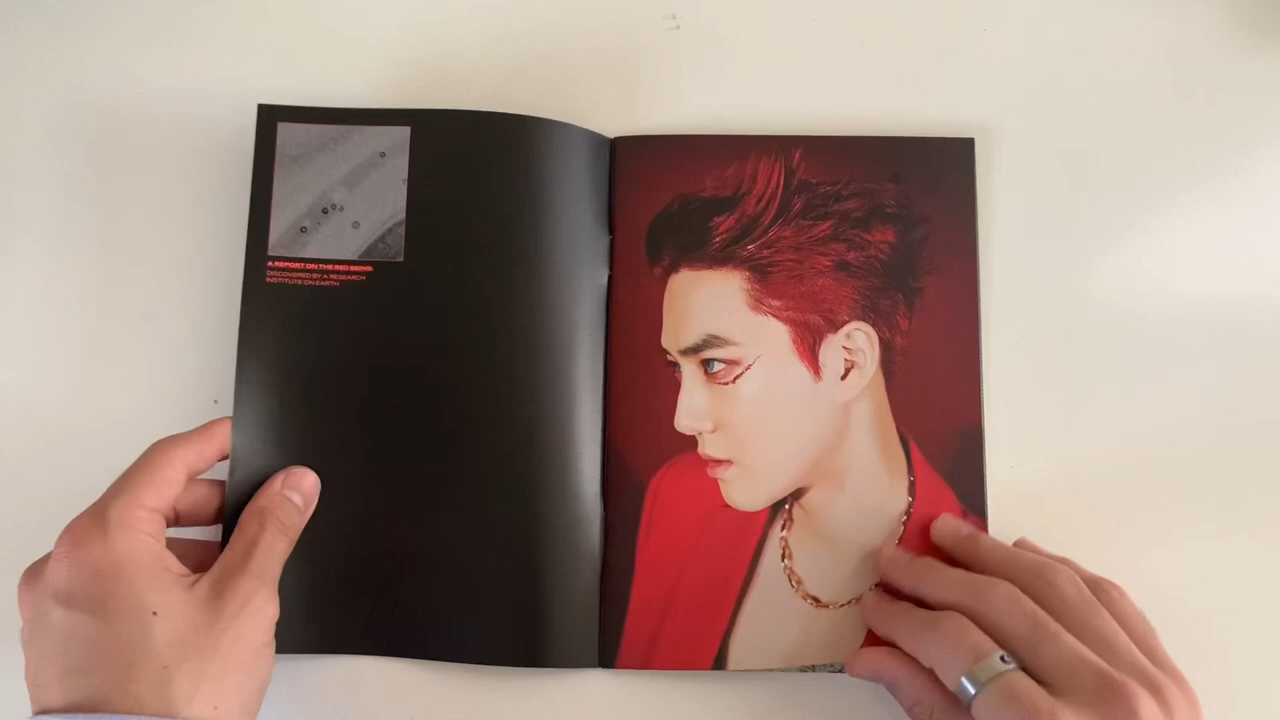 A REPORT ON THE RED BEING:
DISCOVERED BY A RESEARCH
INSTITUTE ON EARTH